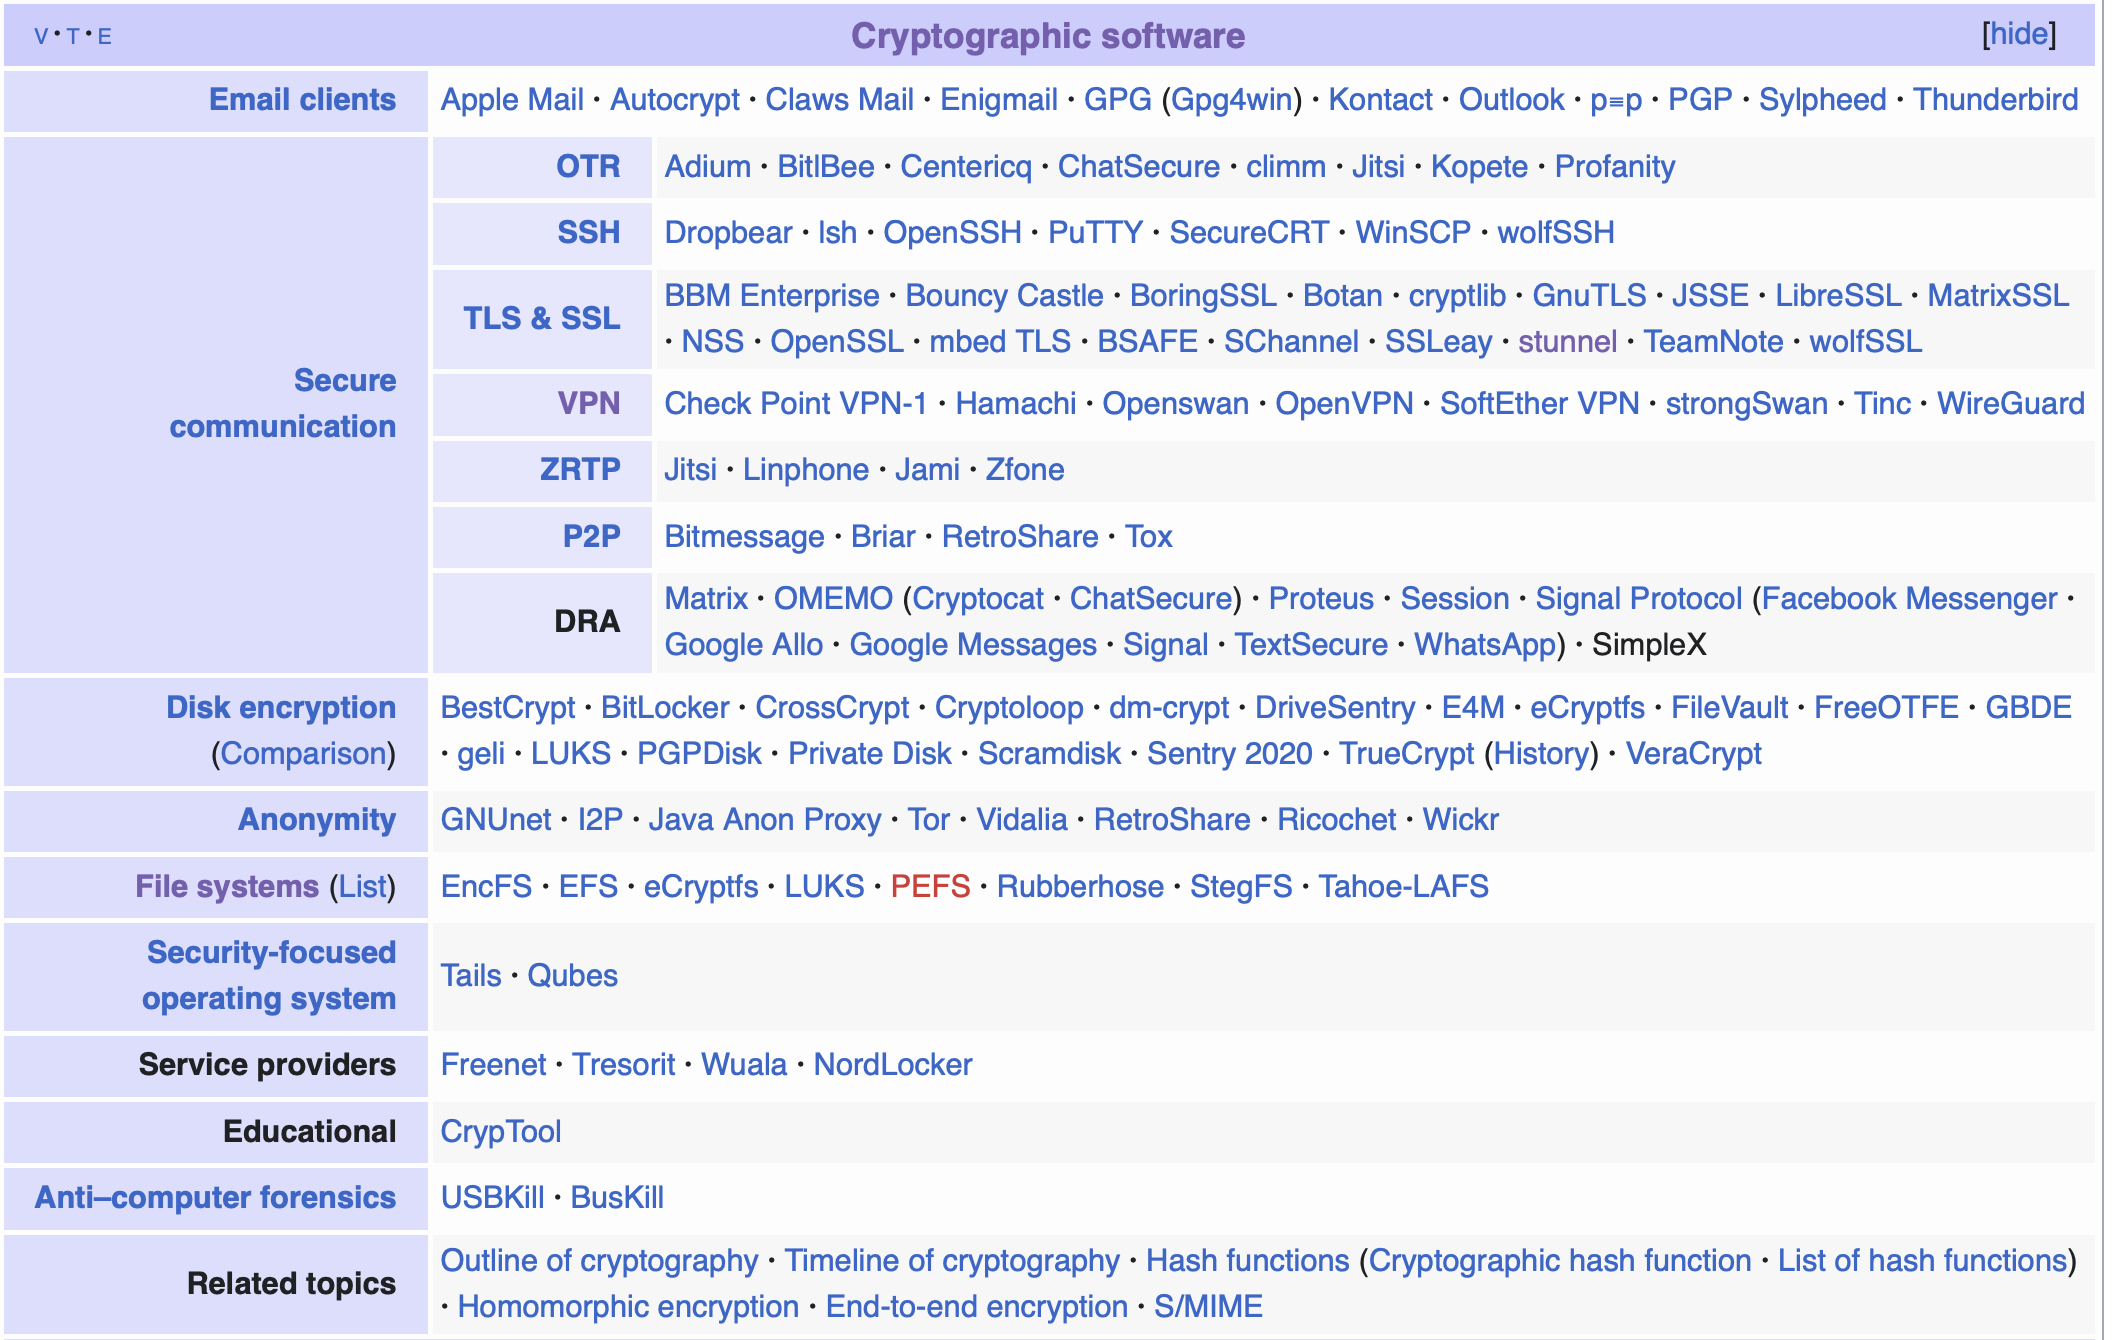 V · T · E Cryptographic software [hide]
Email clients Apple Mail · Autocrypt · Claws Mail · Enigmail · GPG (Gpg4win) · Kontact · Outlook · p≡p · PGP · Sylpheed · Thunderbird
Secure communication
OTR Adium · BitlBee · Centericq · ChatSecure · climm · Jitsi · Kopete · Profanity
SSH Dropbear · lsh · OpenSSH · PuTTY · SecureCRT · WinSCP · wolfSSH
TLS & SSL BBM Enterprise · Bouncy Castle · BoringSSL · Botan · cryptlib · GnuTLS · JSSE · LibreSSL · MatrixSSL
· NSS · OpenSSL · mbed TLS · BSAFE · SChannel · SSLeay · stunnel · TeamNote · wolfSSL
VPN Check Point VPN-1 · Hamachi · Openswan · OpenVPN · SoftEther VPN · strongSwan · Tinc · WireGuard
ZRTP Jitsi · Linphone · Jami · Zfone
P2P Bitmessage · Briar · RetroShare · Tox
DRA Matrix · OMEMO (Cryptocat · ChatSecure) · Proteus · Session · Signal Protocol (Facebook Messenger ·
Google Allo · Google Messages · Signal · TextSecure · WhatsApp) · SimpleX
Disk encryption BestCrypt · BitLocker · CrossCrypt · Cryptoloop · dm-crypt · DriveSentry · E4M · eCryptfs · FileVault · FreeOTFE · GBDE
(Comparison) · geli · LUKS · PGPDisk · Private Disk · Scramdisk · Sentry 2020 · TrueCrypt (History) · VeraCrypt
Anonymity GNUnet · I2P · Java Anon Proxy · Tor · Vidalia · RetroShare · Ricochet · Wickr
File systems (List) EncFS · EFS · eCryptfs · LUKS · PEFS · Rubberhose · StegFS · Tahoe-LAFS
Security-focused
operating system Tails · Qubes
Service providers Freenet · Tresorit · Wuala · NordLocker
Educational CrypTool
Anti–computer forensics USBKill · BusKill
Related topics Outline of cryptography · Timeline of cryptography · Hash functions (Cryptographic hash function · List of hash functions)
· Homomorphic encryption · End-to-end encryption · S/MIME